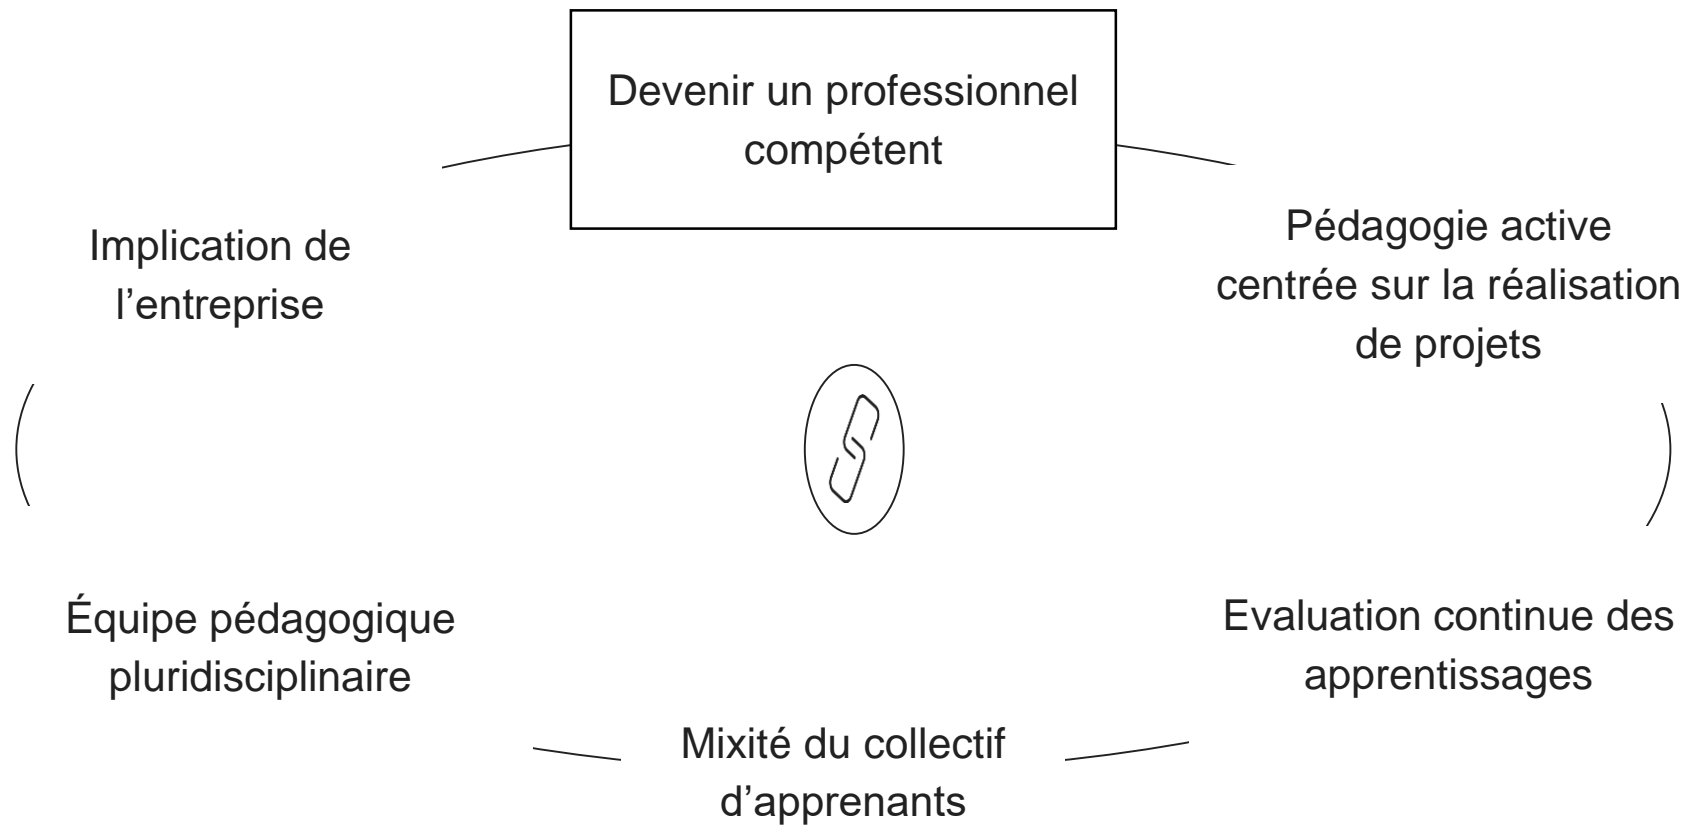 Devenir un professionnel
compétent
Implication de
l’entreprise
Pédagogie active
centrée sur la réalisation
de projets
Équipe pédagogique
pluridisciplinaire
Evaluation continue des
apprentissages
Mixité du collectif
d’apprenants